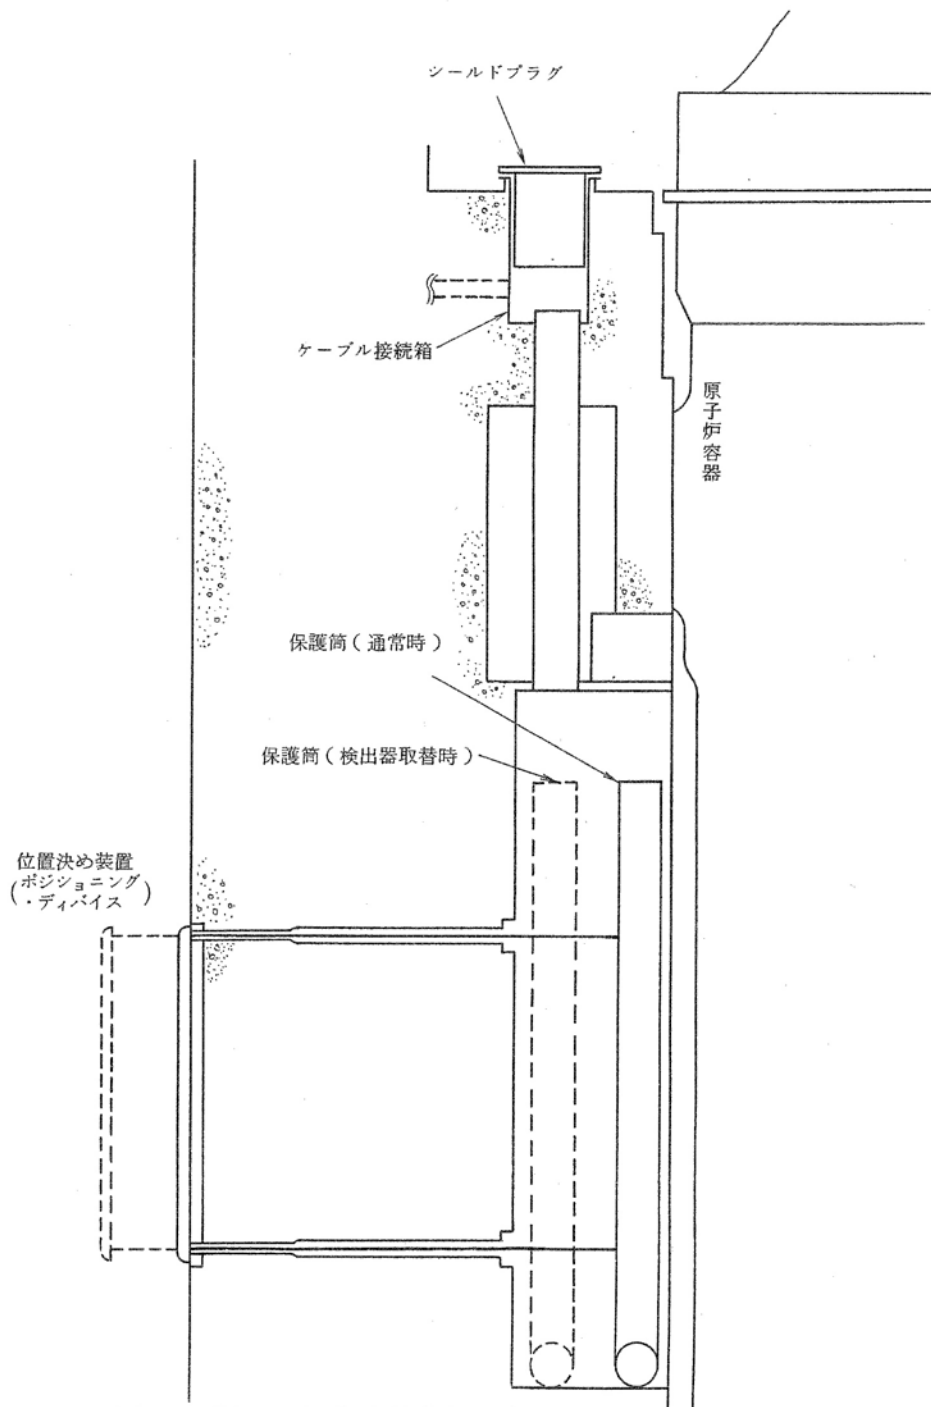 シールドプラグ
ケーブル接続箱
原子炉容器
保護筒(通常時)
保護筒(検出器取替時)
位置決め装置
(ポジショニング
・ディバイス)